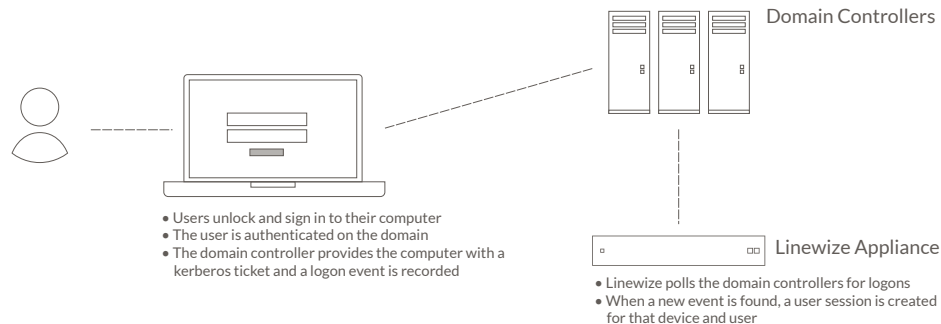 Domain Controllers
• Users unlock and sign in to their computer
• The user is authenticated on the domain
• The domain controller provides the computer with a
kerberos ticket and a logon event is recorded
Linewize Appliance
• Linewize polls the domain controllers for logons
• When a new event is found, a user session is created
for that device and user